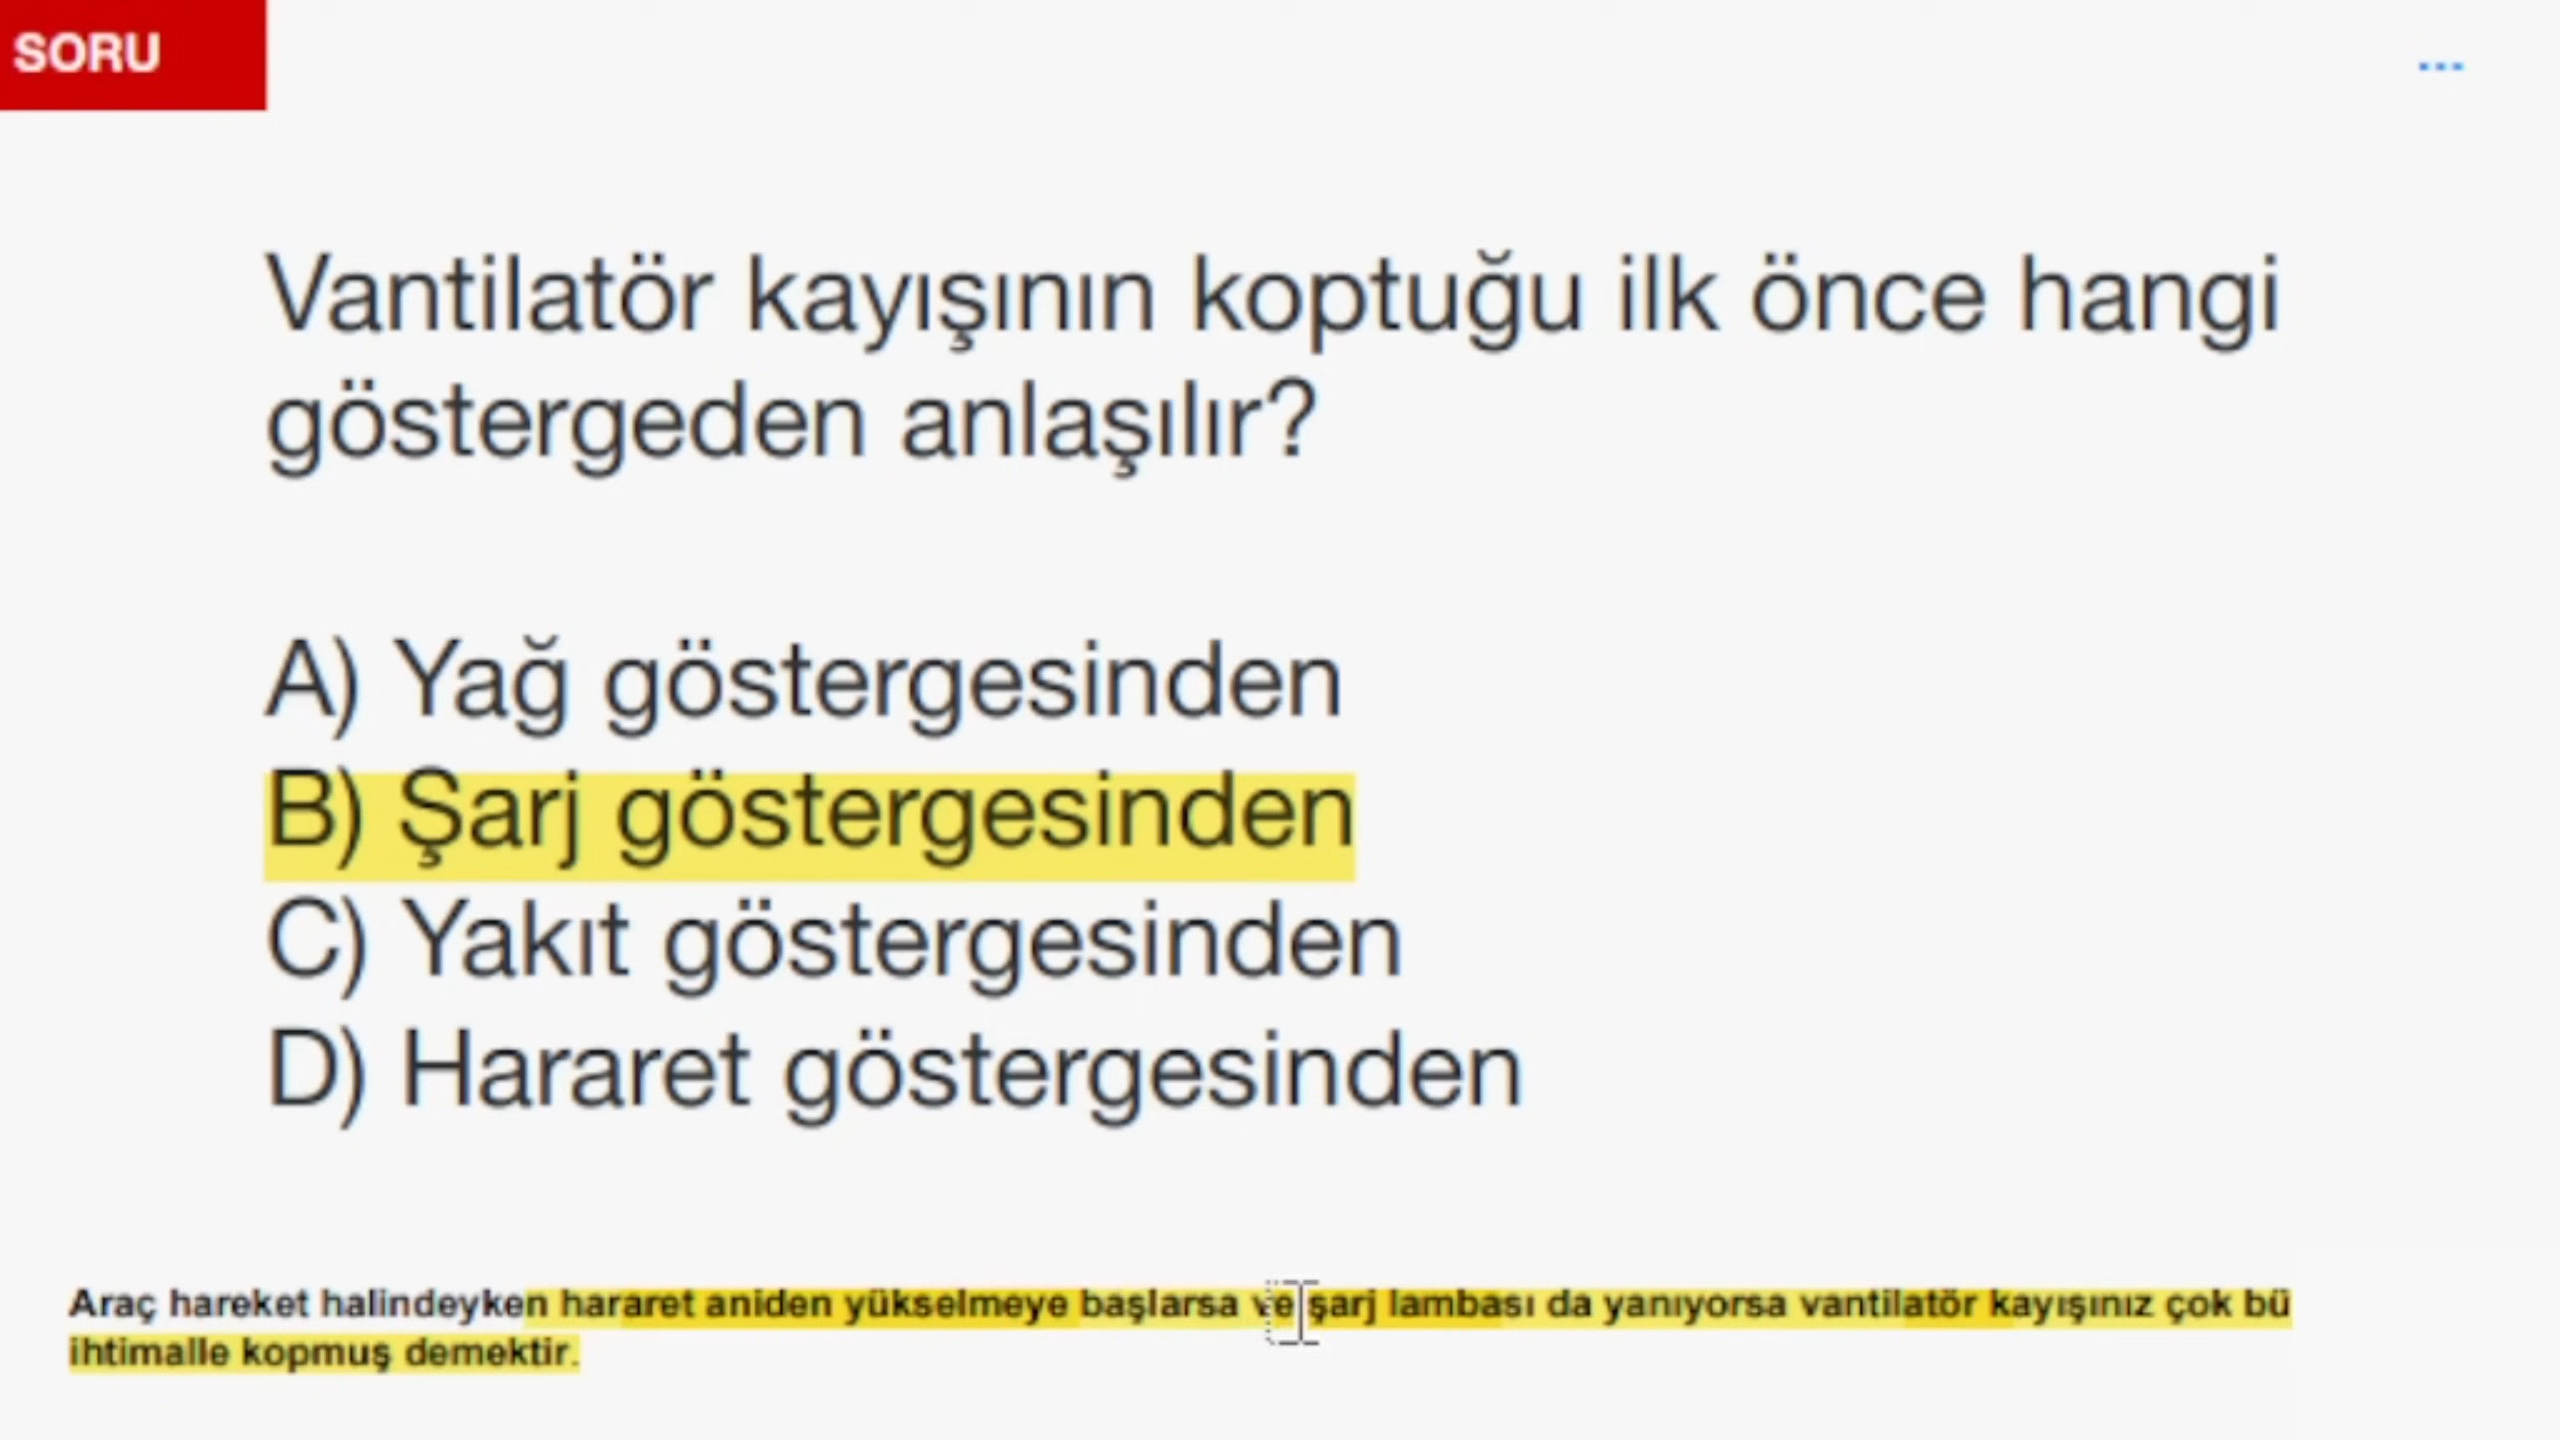 SORU
...
Vantilatör kayışının koptuğu ilk önce hangi
göstergeden anlaşılır?
A) Yağ göstergesinden
B) Şarj göstergesinden
C) Yakıt göstergesinden
D) Hararet göstergesinden
Araç hareket halindeyken hararet aniden yükselmeye başlarsa ve şarj lambası da yanıyorsa vantilatör kayışınız çok bü
ihtimalle kopmuş demektir.